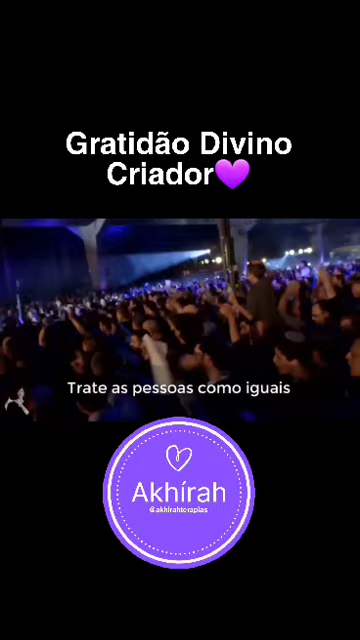 Gratidão Divino
Criador💜
Trate as pessoas como iguais
Akhírah
@akhirahterapias